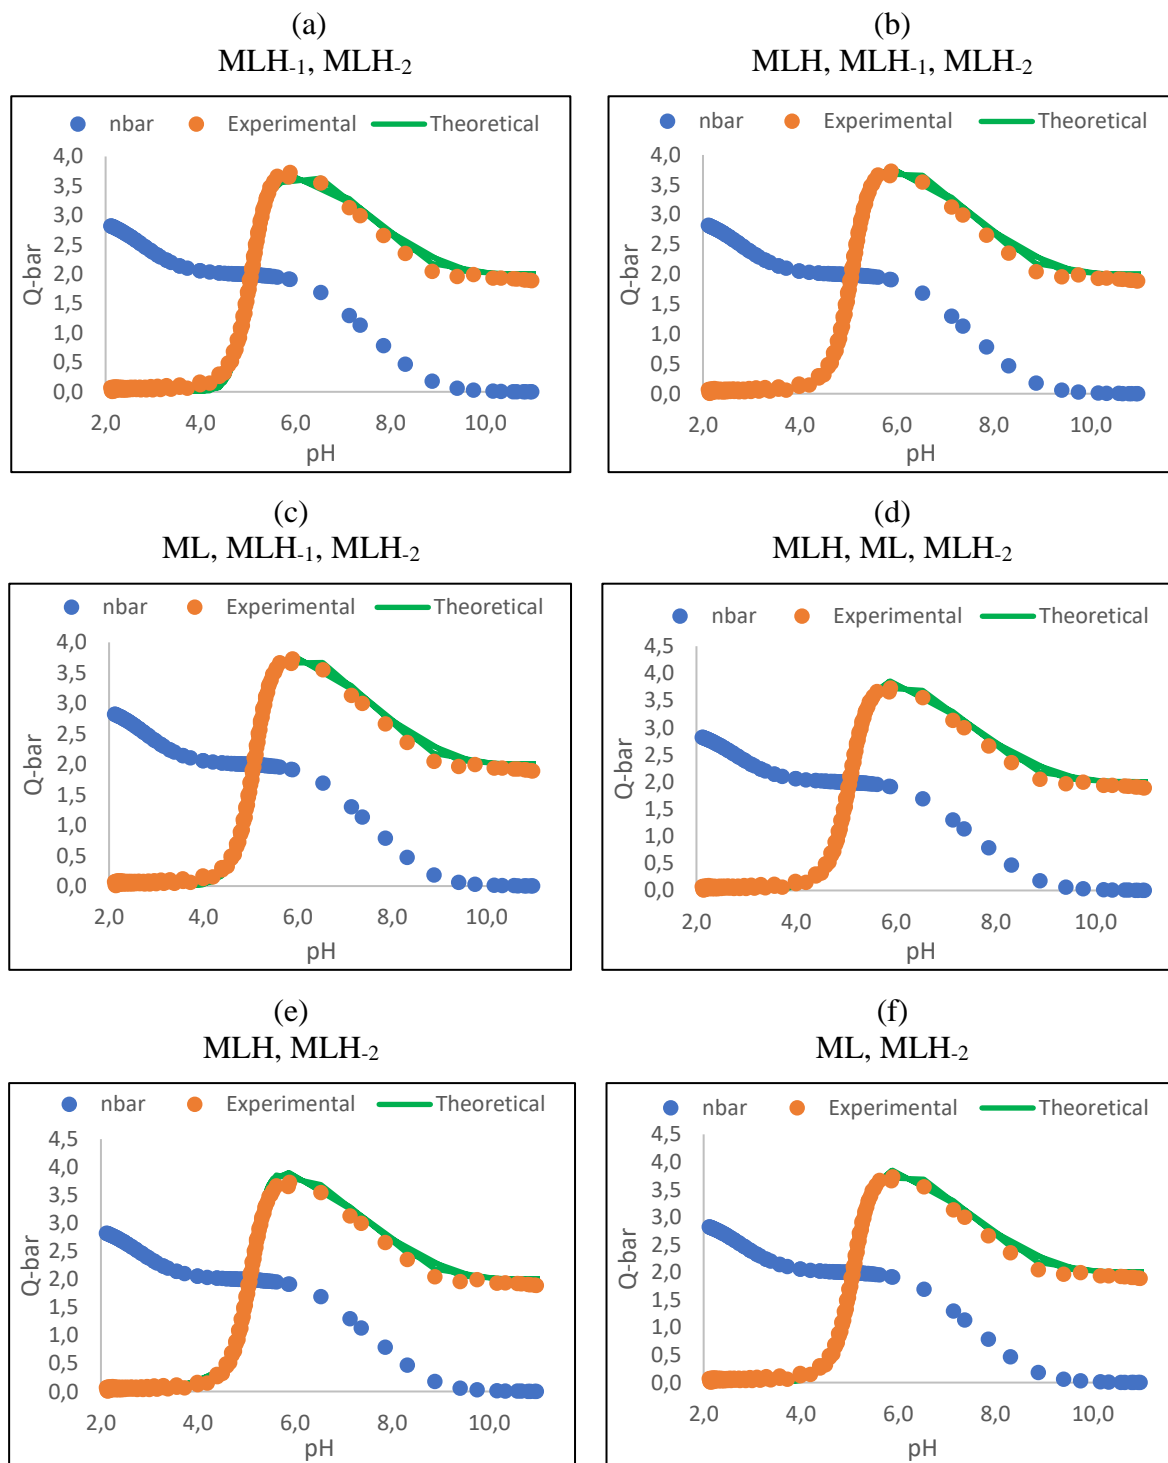 (a)
MLH-1, MLH-2
nbar Experimental Theoretical
4,0
3,5
3,0
2,5
2,0
1,5
1,0
0,5
0,0
Q-bar
2,0 4,0 6,0 8,0 10,0
pH
(b)
MLH, MLH-1, MLH-2
nbar Experimental Theoretical
4,0
3,5
3,0
2,5
2,0
1,5
1,0
0,5
0,0
Q-bar
2,0 4,0 6,0 8,0 10,0
pH
(c)
ML, MLH-1, MLH-2
nbar Experimental Theoretical
4,0
3,5
3,0
2,5
2,0
1,5
1,0
0,5
0,0
Q-bar
2,0 4,0 6,0 8,0 10,0
pH
(d)
MLH, ML, MLH-2
nbar Experimental Theoretical
4,5
4,0
3,5
3,0
2,5
2,0
1,5
1,0
0,5
0,0
Q-bar
2,0 4,0 6,0 8,0 10,0
pH
(e)
MLH, MLH-2
nbar Experimental Theoretical
4,5
4,0
3,5
3,0
2,5
2,0
1,5
1,0
0,5
0,0
Q-bar
2,0 4,0 6,0 8,0 10,0
pH
(f)
ML, MLH-2
nbar Experimental Theoretical
4,5
4,0
3,5
3,0
2,5
2,0
1,5
1,0
0,5
0,0
Q-bar
2,0 4,0 6,0 8,0 10,0
pH